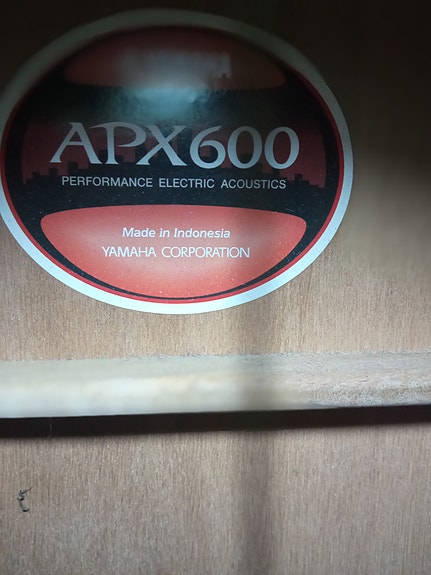 APX600
PERFORMANCE ELECTRIC ACOUSTICS
Made in Indonesia
YAMAHA CORPORATION